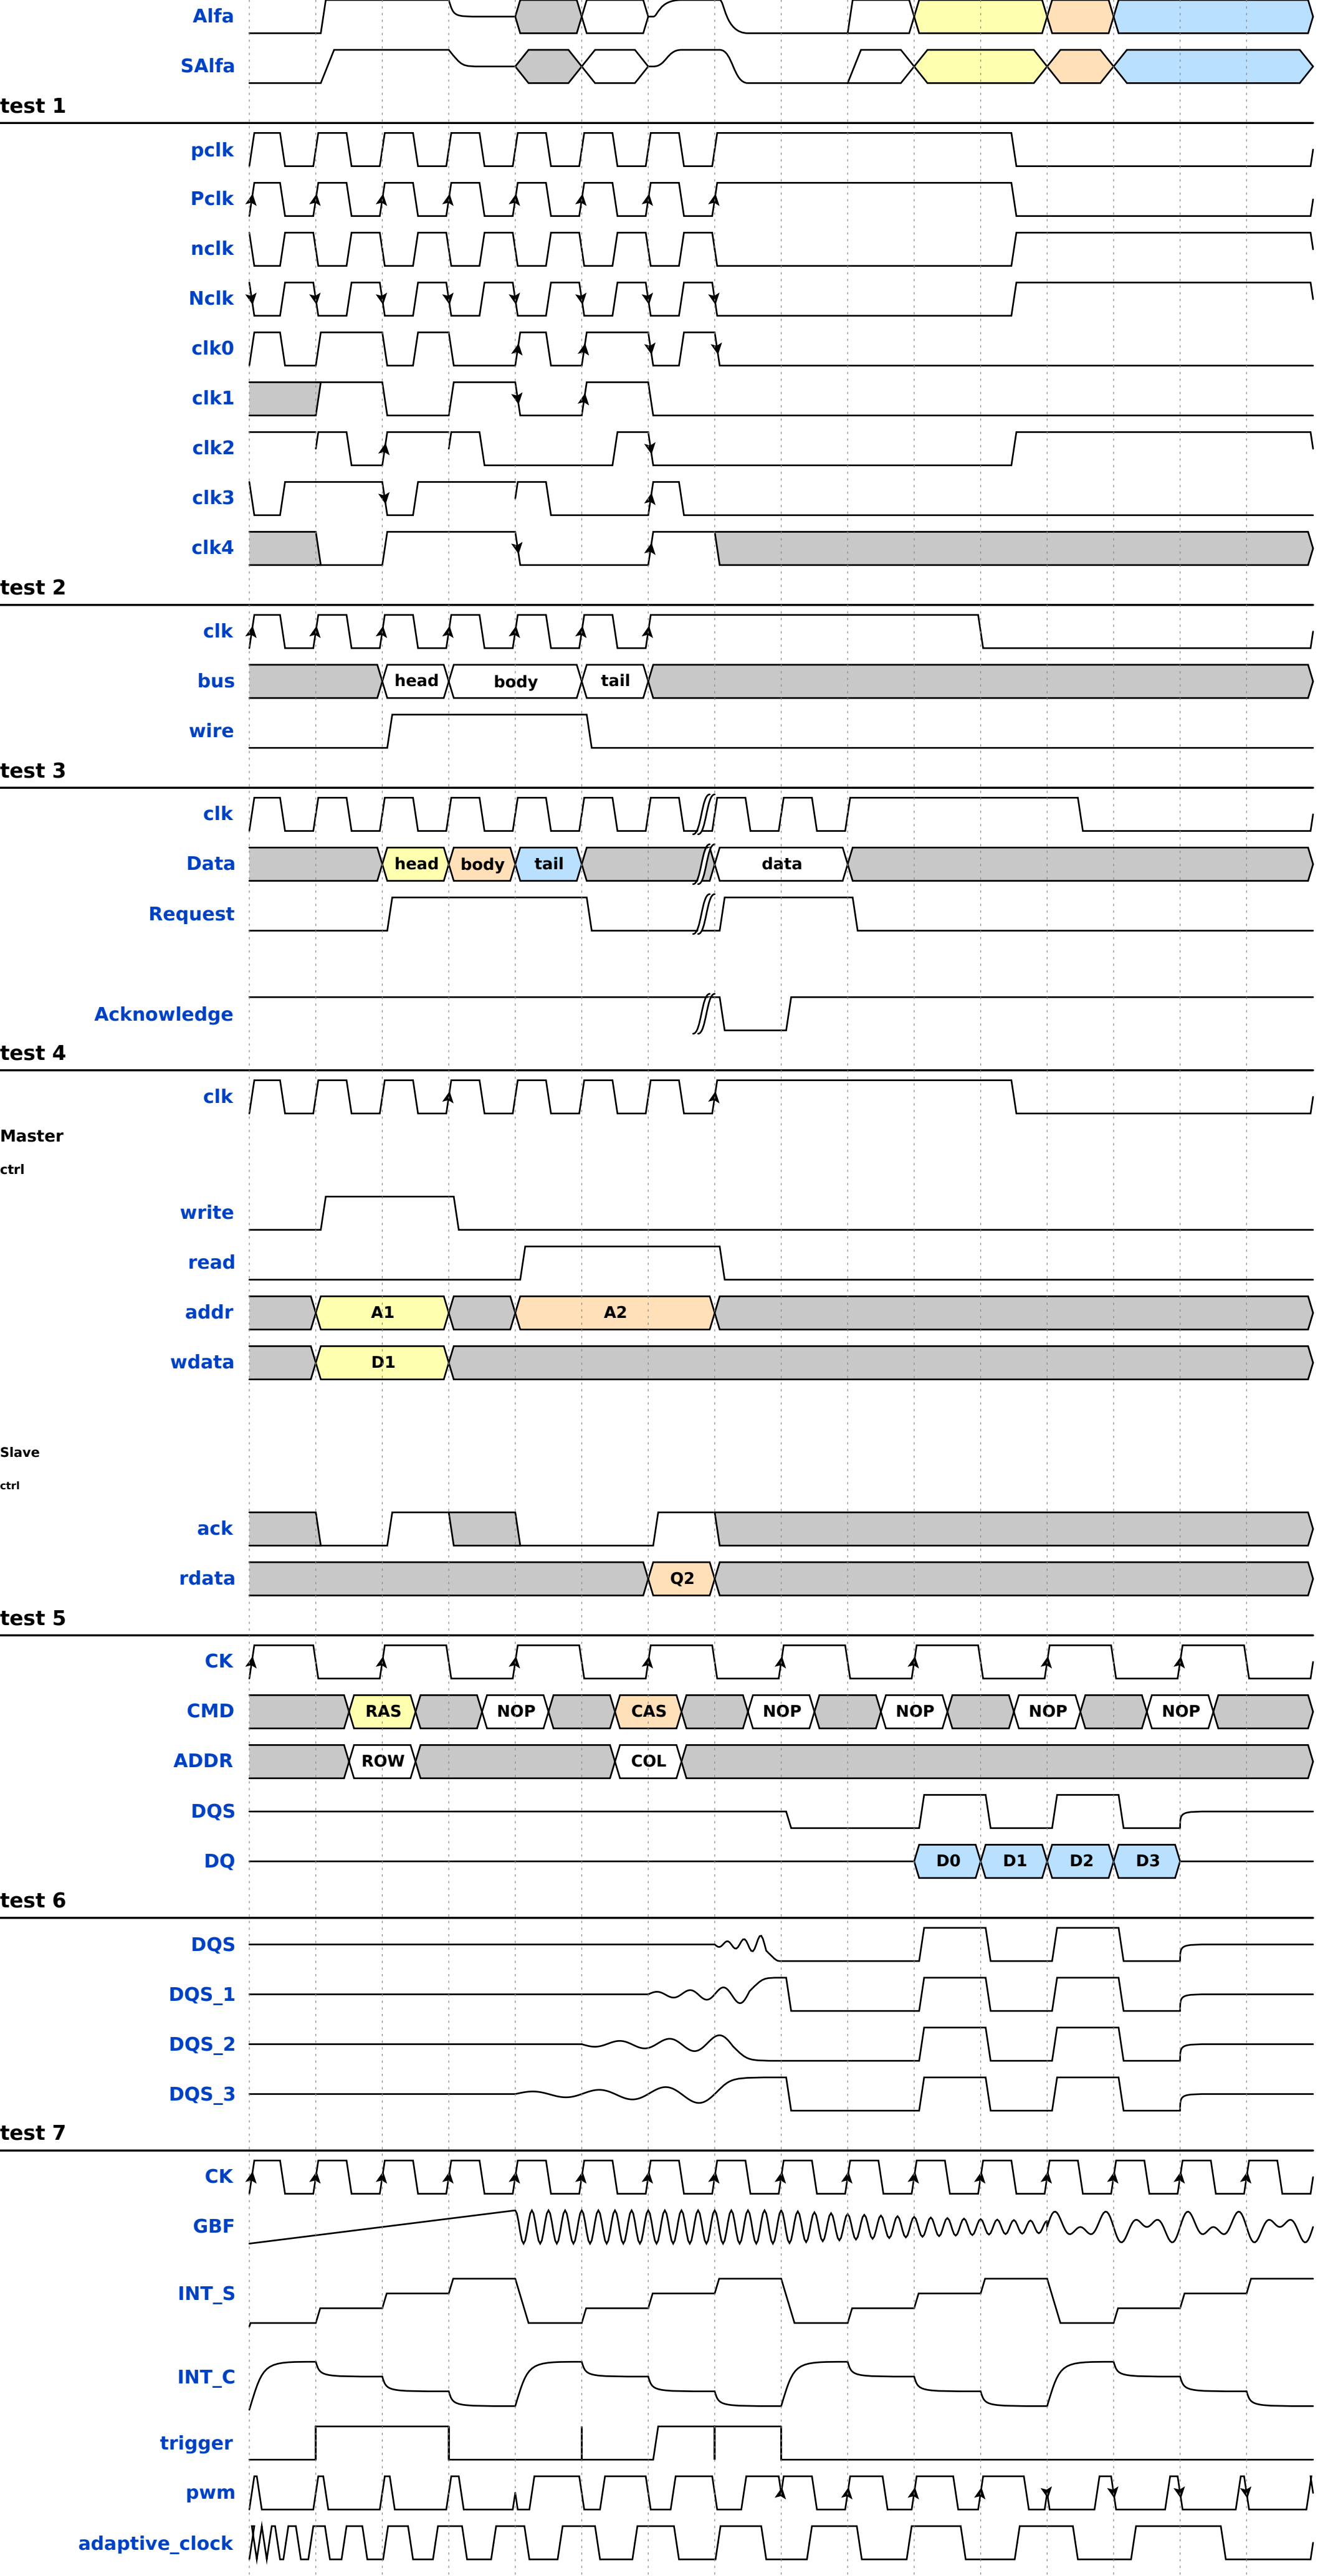 Alfa
SAlfa
test 1
pclk
Pclk
nclk
Nclk
clk0
clk1
clk2
clk3
clk4
test 2
clk
bus head body tail
wire
test 3
clk
Data head body tail data
Request
Acknowledge
test 4
clk
Master
ctrl
write
read
addr A1 A2
wdata D1
Slave
ctrl
ack
rdata Q2
test 5
CK
CMD RAS NOP CAS NOP NOP NOP NOP
ADDR ROW COL
DQS
DQ D0 D1 D2 D3
test 6
DQS
DQS_1
DQS_2
DQS_3
test 7
CK
GBF
INT_S
INT_C
trigger
pwm
adaptive_clock